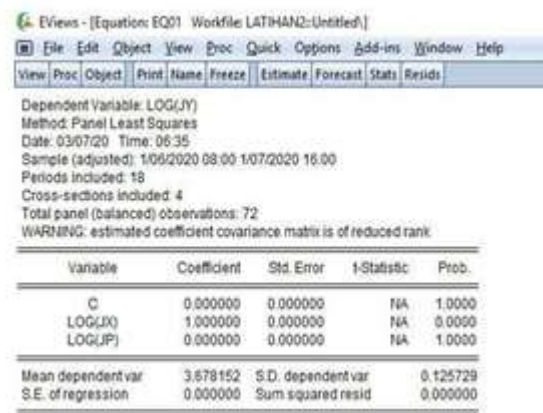 EViews - [Equation: EQ01 Workfile: LATIHAN2::Untitled\]
File Edit Object View Proc Quick Options Add-ins Window Help
View Proc Object Print Name Freeze Estimate Forecast Stats Resids
Dependent Variable: LOG(JY)
Method: Panel Least Squares
Date: 03/07/20 Time: 06:35
Sample (adjusted): 1/06/2020 08:00 1/07/2020 16:00
Periods included: 18
Cross-sections included: 4
Total panel (balanced) observations: 72
WARNING: estimated coefficient covariance matrix is of reduced rank
Variable Coefficient Std. Error t-Statistic Prob.
C 0.000000 0.000000 NA 1.0000
LOG(JX) 1.000000 0.000000 NA 0.0000
LOG(JP) 0.000000 0.000000 NA 1.0000
Mean dependent var 3.678152 S.D. dependent var 0.125729
S.E. of regression 0.000000 Sum squared resid 0.000000